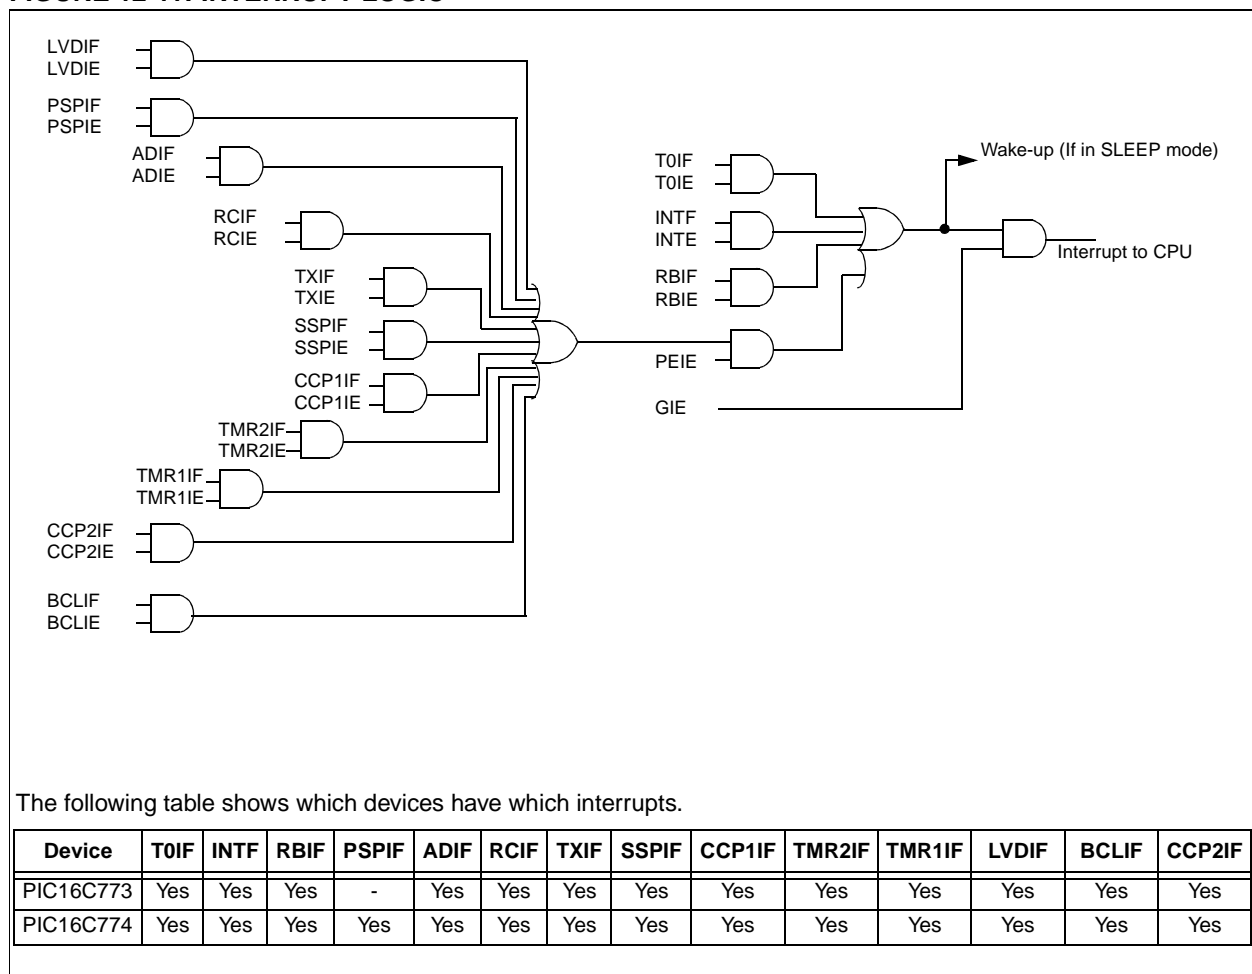 LVDIF
LVDIE
PSPIF
PSPIE
ADIF
ADIE
RCIF
RCIE
TXIF
TXIE
SSPIF
SSPIE
CCP1IF
CCP1IE
TMR2IF
TMR2IE
TMR1IF
TMR1IE
CCP2IF
CCP2IE
BCLIF
BCLIE
T0IF
T0IE
INTF
INTE
RBIF
RBIE
PEIE
GIE
Wake-up (If in SLEEP mode)
Interrupt to CPU
The following table shows which devices have which interrupts.
Device T0IF INTF RBIF PSPIF ADIF RCIF TXIF SSPIF CCP1IF TMR2IF TMR1IF LVDIF BCLIF CCP2IF
PIC16C773 Yes Yes Yes - Yes Yes Yes Yes Yes Yes Yes Yes Yes Yes
PIC16C774 Yes Yes Yes Yes Yes Yes Yes Yes Yes Yes Yes Yes Yes Yes